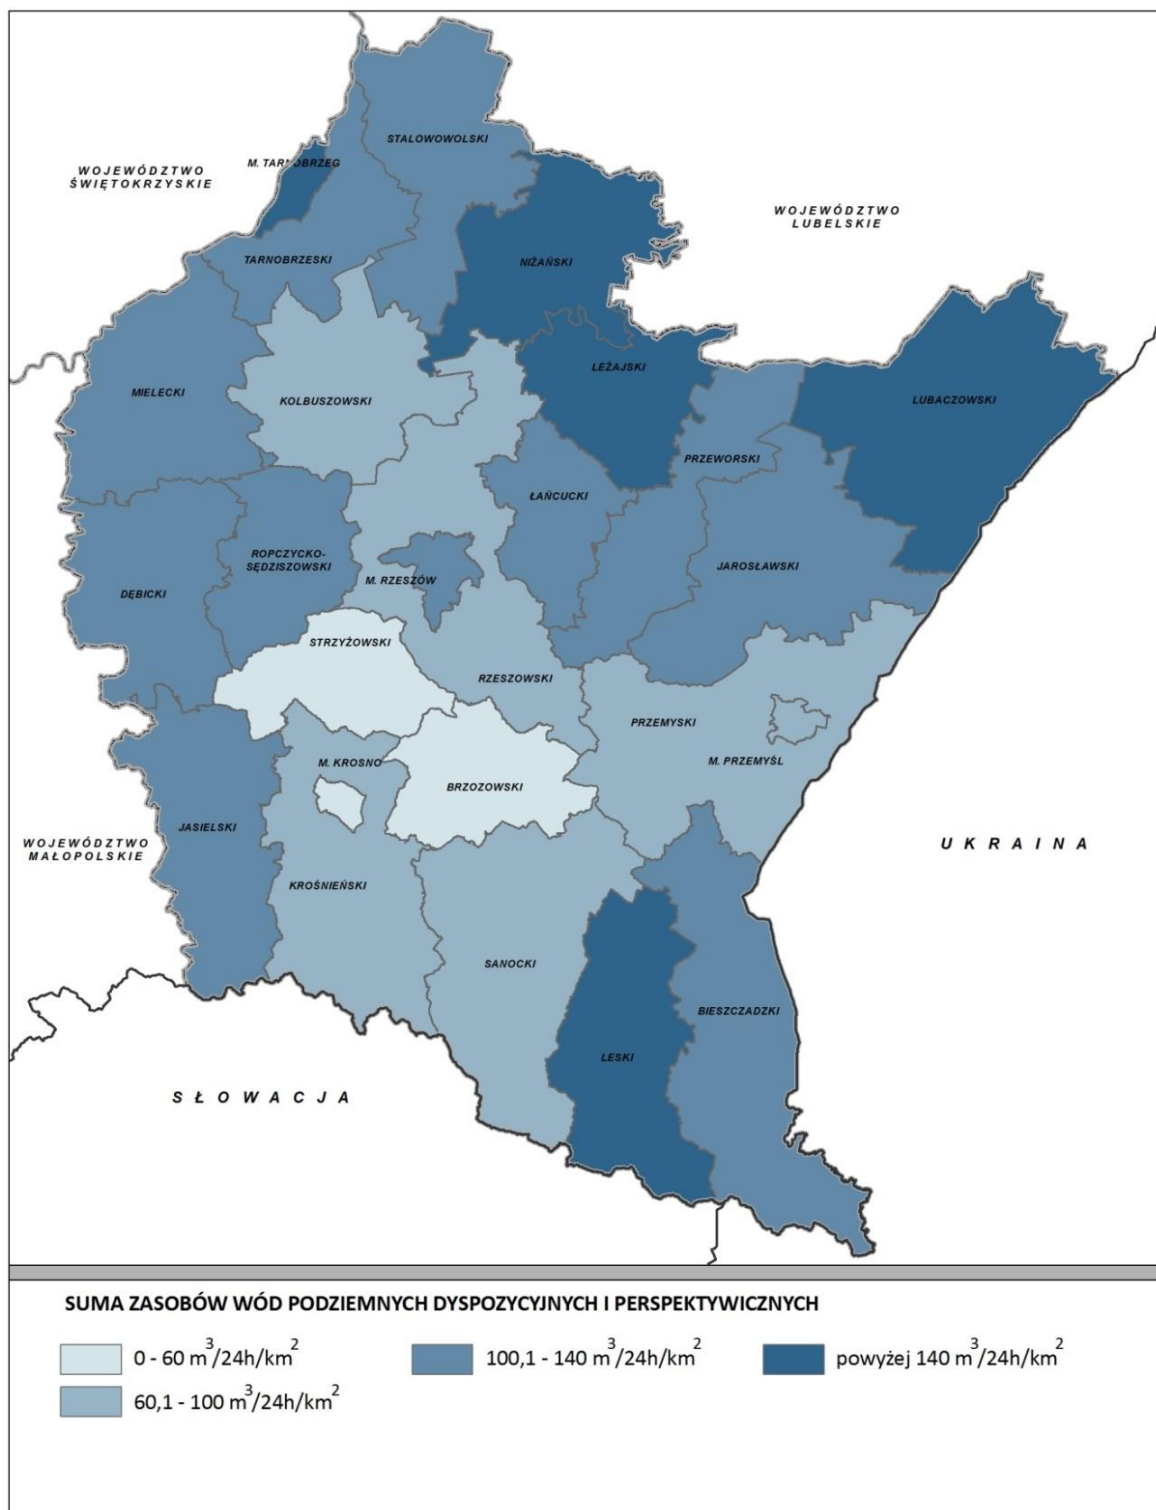 STALOWOWOLSKI
M. TARNOBRZEG
WOJEWÓDZTWO
ŚWIĘTOKRZYSKIE
WOJEWÓDZTWO
LUBELSKIE
TARNOBRZESKI
NIŻAŃSKI
LEŻAJSKI
MIELECKI
KOLBUSZOWSKI
LUBACZOWSKI
PRZEWORSKI
ŁAŃCUCKI
ROPCZYCKO-
SĘDZISZOWSKI
JAROSŁAWSKI
M. RZESZÓW
DĘBICKI
STRZYŻOWSKI
RZESZOWSKI
PRZEMYSKI
M. KROSNO
M. PRZEMYŚL
BRZOZOWSKI
JASIELSKI
WOJEWÓDZTWO
MAŁOPOLSKIE
UKRAINA
KROŚNIEŃSKI
SANOCKI
BIESZCZADZKI
LESKI
SŁOWACJA
SUMA ZASOBÓW WÓD PODZIEMNYCH DYSPOZYCYJNYCH I PERSPEKTYWICZNYCH
0 - 60 m³/24h/km²
100,1 - 140 m³/24h/km²
powyżej 140 m³/24h/km²
60,1 - 100 m³/24h/km²